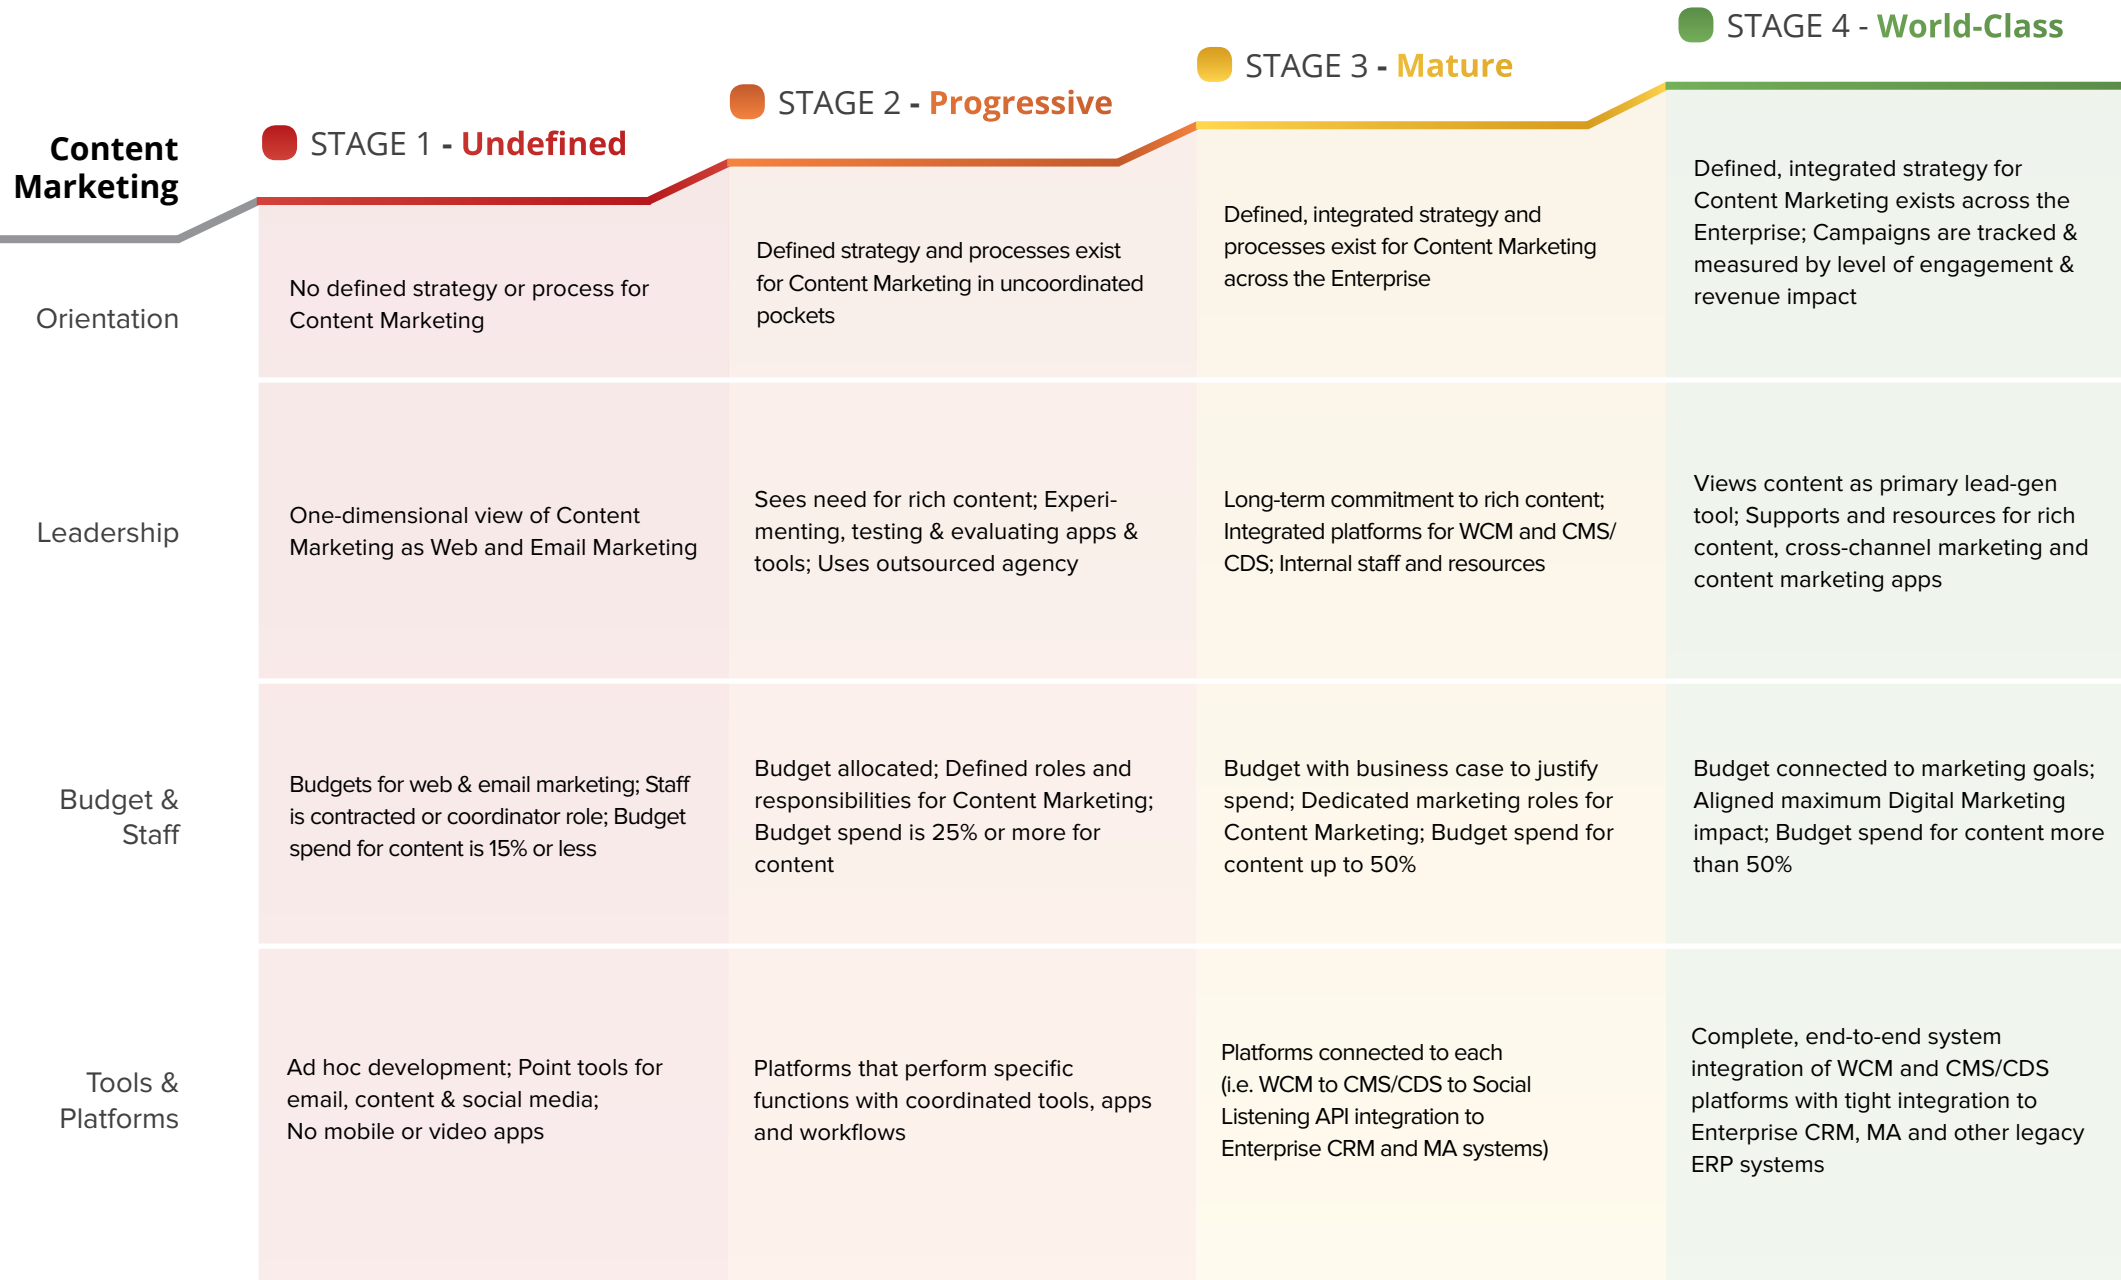 Content
Marketing
STAGE 1 - Undefined
STAGE 2 - Progressive
STAGE 3 - Mature
STAGE 4 - World-Class
Orientation
No defined strategy or process for
Content Marketing
Defined strategy and processes exist
for Content Marketing in uncoordinated
pockets
Defined, integrated strategy and
processes exist for Content Marketing
across the Enterprise
Defined, integrated strategy for
Content Marketing exists across the
Enterprise; Campaigns are tracked &
measured by level of engagement &
revenue impact
Leadership
One-dimensional view of Content
Marketing as Web and Email Marketing
Sees need for rich content; Experi-
menting, testing & evaluating apps &
tools; Uses outsourced agency
Long-term commitment to rich content;
Integrated platforms for WCM and CMS/
CDS; Internal staff and resources
Views content as primary lead-gen
tool; Supports and resources for rich
content, cross-channel marketing and
content marketing apps
Budget &
Staff
Budgets for web & email marketing; Staff
is contracted or coordinator role; Budget
spend for content is 15% or less
Budget allocated; Defined roles and
responsibilities for Content Marketing;
Budget spend is 25% or more for
content
Budget with business case to justify
spend; Dedicated marketing roles for
Content Marketing; Budget spend for
content up to 50%
Budget connected to marketing goals;
Aligned maximum Digital Marketing
impact; Budget spend for content more
than 50%
Tools &
Platforms
Ad hoc development; Point tools for
email, content & social media;
No mobile or video apps
Platforms that perform specific
functions with coordinated tools, apps
and workflows
Platforms connected to each
(i.e. WCM to CMS/CDS to Social
Listening API integration to
Enterprise CRM and MA systems)
Complete, end-to-end system
integration of WCM and CMS/CDS
platforms with tight integration to
Enterprise CRM, MA and other legacy
ERP systems